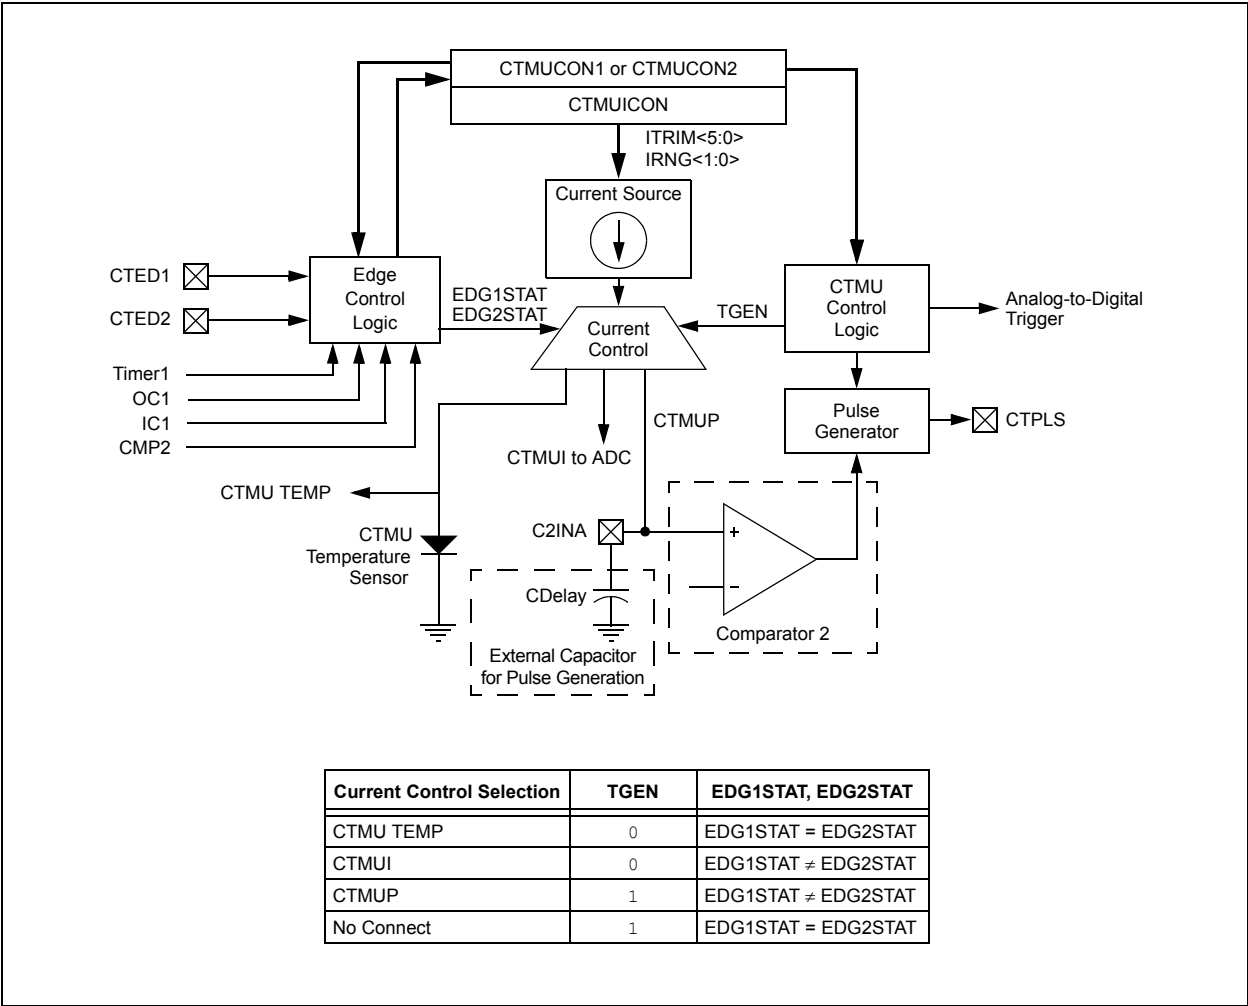 CTMUCON1 or CTMUCON2
CTMUICON
ITRIM<5:0>
IRNG<1:0>
Current Source
CTED1
CTED2
Edge
Control
Logic
EDG1STAT
EDG2STAT
Current
Control
TGEN
CTMU
Control
Logic
Analog-to-Digital
Trigger
Timer1
OC1
IC1
CMP2
Pulse
Generator
CTPLS
CTMUP
CTMUI to ADC
CTMU TEMP
CTMU
Temperature
Sensor
C2INA
+
–
CDelay
Comparator 2
External Capacitor
for Pulse Generation
Current Control Selection TGEN EDG1STAT, EDG2STAT
CTMU TEMP 0 EDG1STAT = EDG2STAT
CTMUI 0 EDG1STAT ≠ EDG2STAT
CTMUP 1 EDG1STAT ≠ EDG2STAT
No Connect 1 EDG1STAT = EDG2STAT